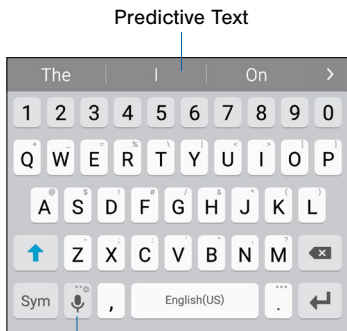 Predictive Text
The I On >
1 2 3 4 5 6 7 8 9 0
+ _ = % \ | < > [ ]
Q W E R T Y U I O P
@ $ ! # / & * ( )
A S D F G H J K L
- ; : ' " , ?
Z X C V B N M
Sym , English(US) .